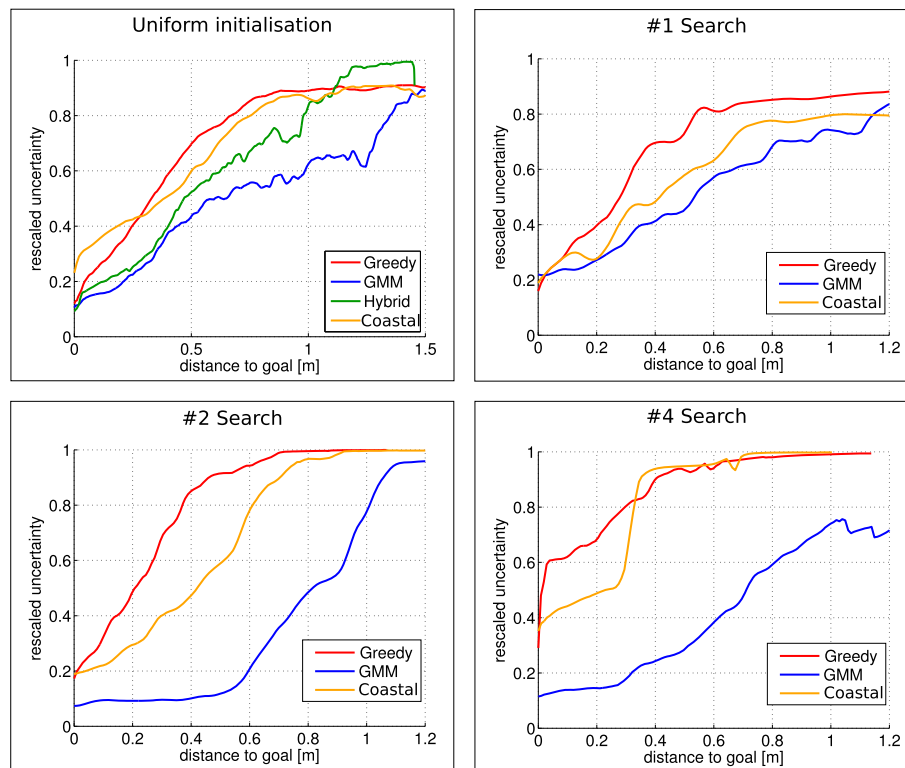 Uniform initialisation
rescaled uncertainty
1
0.8
0.6
0.4
0.2
0
0 0.5 1 1.5
distance to goal [m]
Greedy
GMM
Hybrid
Coastal
#1 Search
rescaled uncertainty
1
0.8
0.6
0.4
0.2
0
0 0.2 0.4 0.6 0.8 1 1.2
distance to goal [m]
Greedy
GMM
Coastal
#2 Search
rescaled uncertainty
1
0.8
0.6
0.4
0.2
0
0 0.2 0.4 0.6 0.8 1 1.2
distance to goal [m]
Greedy
GMM
Coastal
#4 Search
rescaled uncertainty
1
0.8
0.6
0.4
0.2
0
0 0.2 0.4 0.6 0.8 1 1.2
distance to goal [m]
Greedy
GMM
Coastal